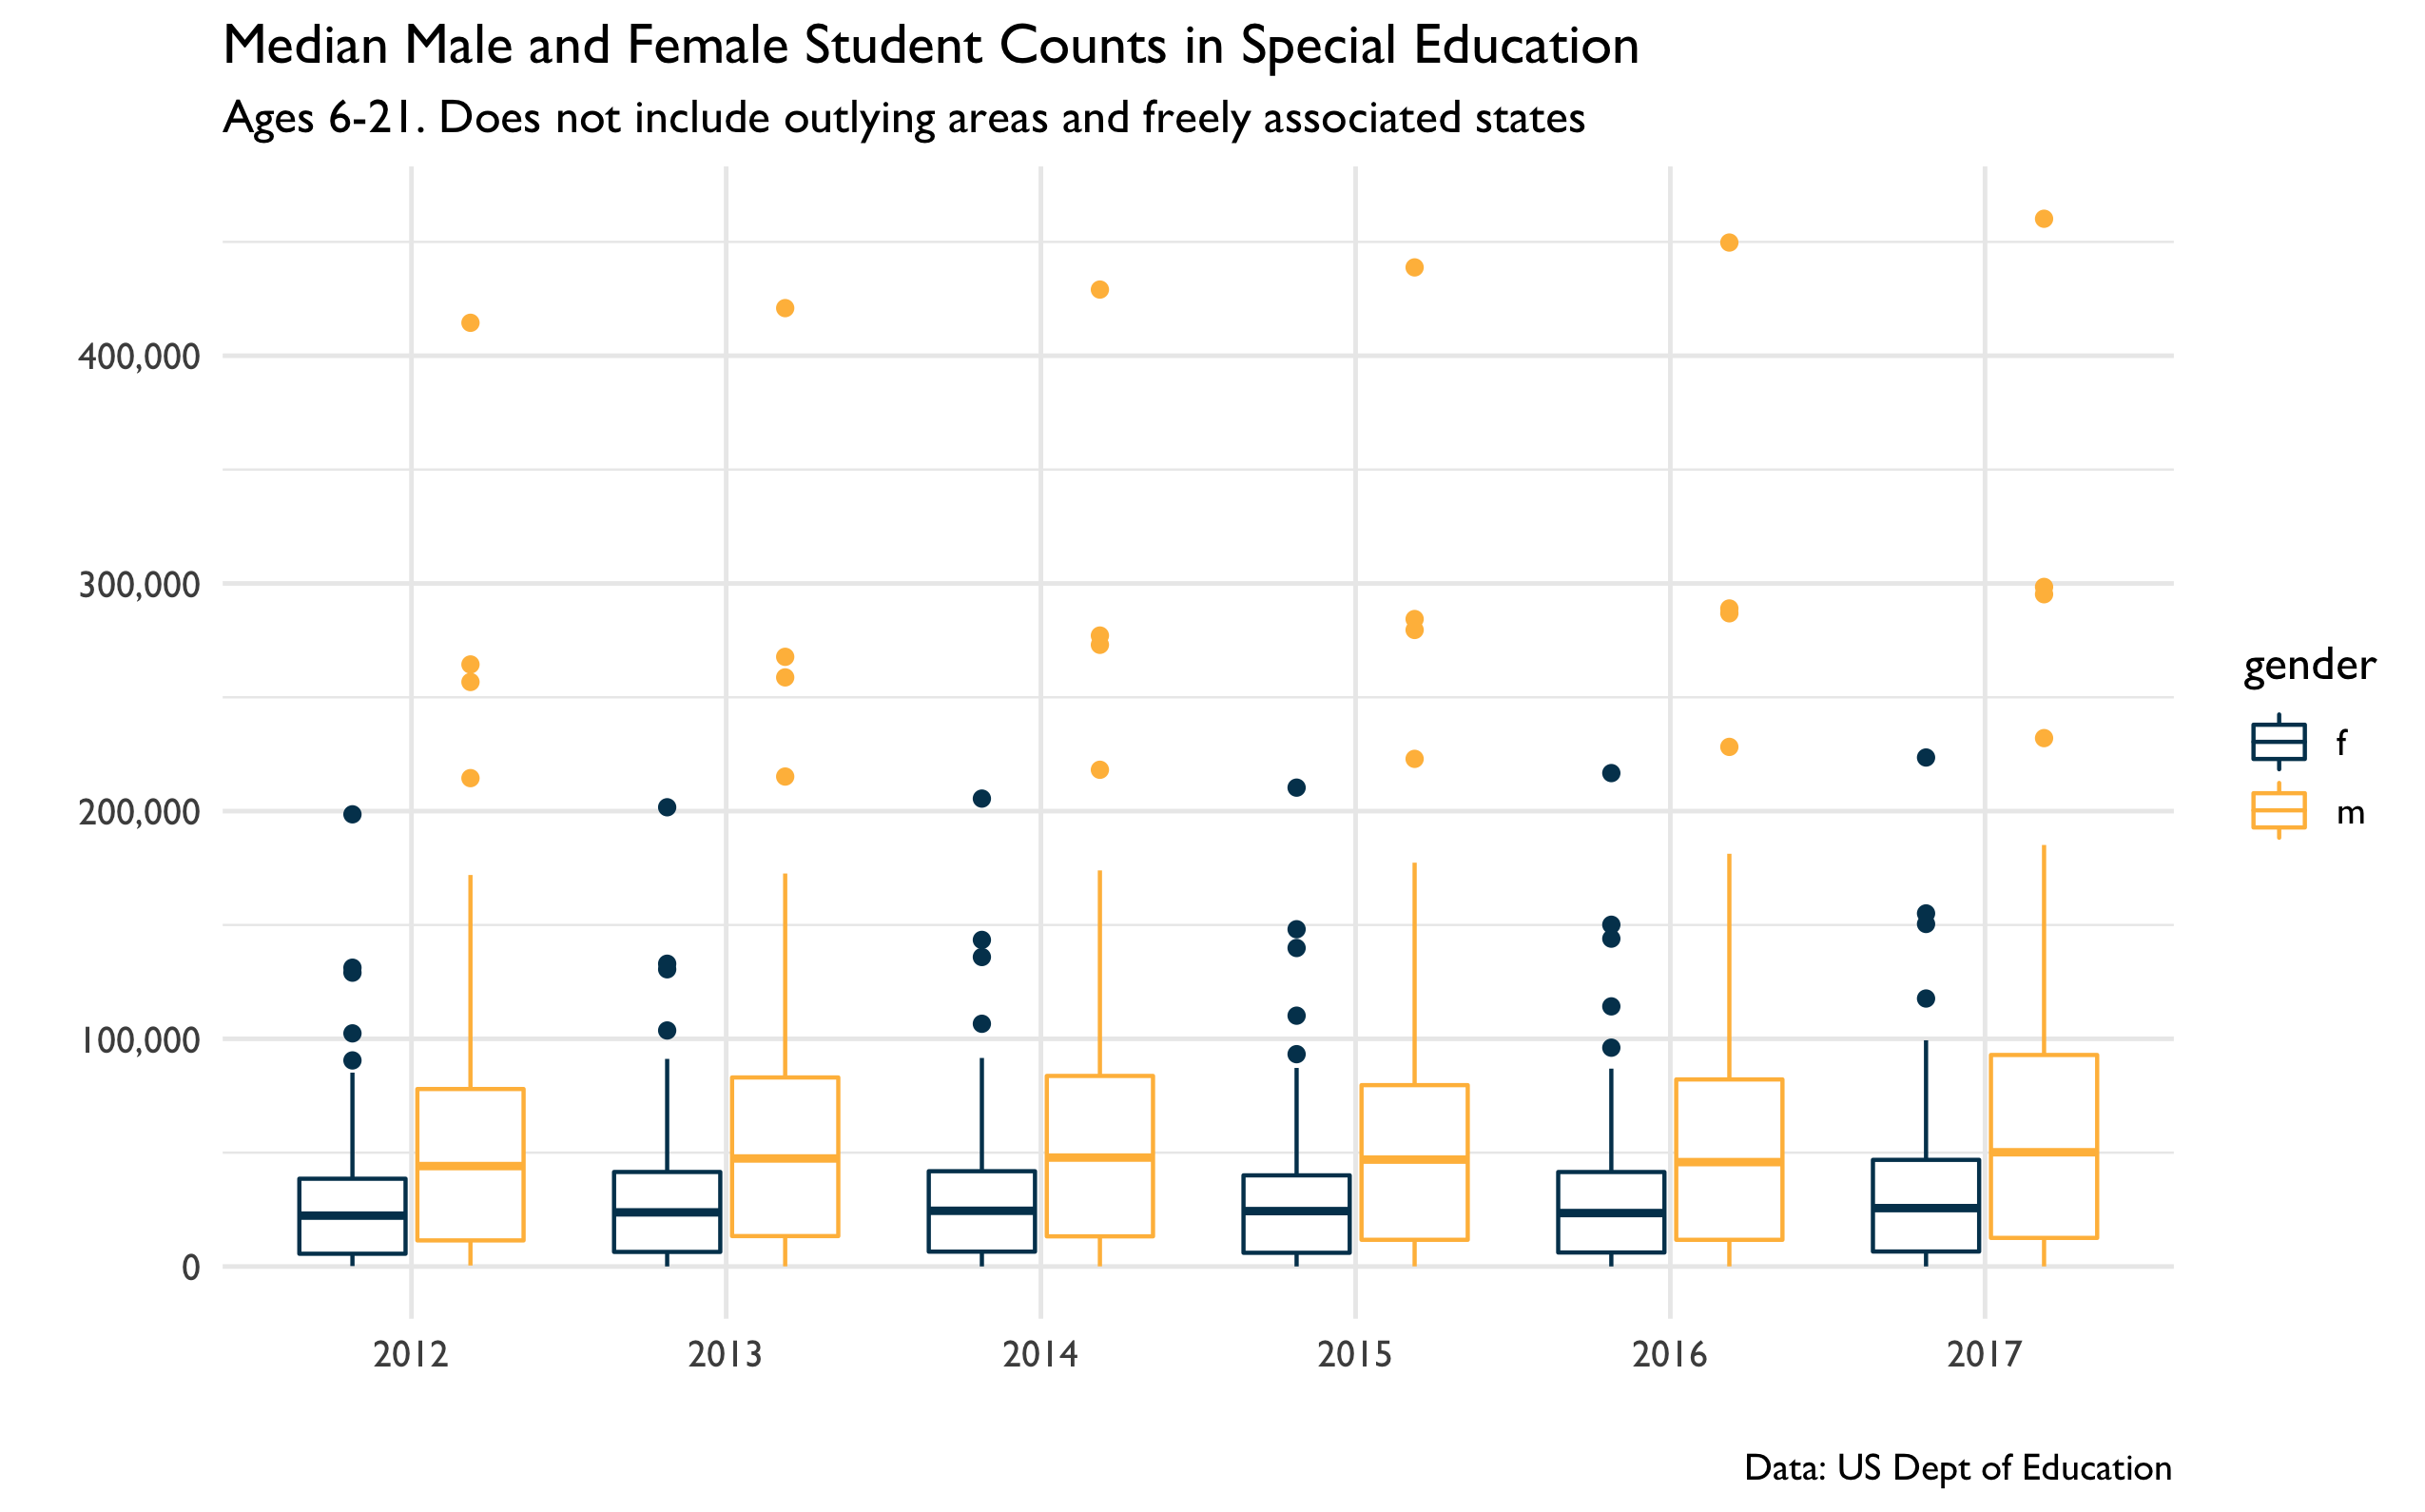 Median Male and Female Student Counts in Special Education
Ages 6-21. Does not include outlying areas and freely associated states
400,000
300,000
200,000
100,000
0
2012 2013 2014 2015 2016 2017
gender
f
m
Data: US Dept of Education